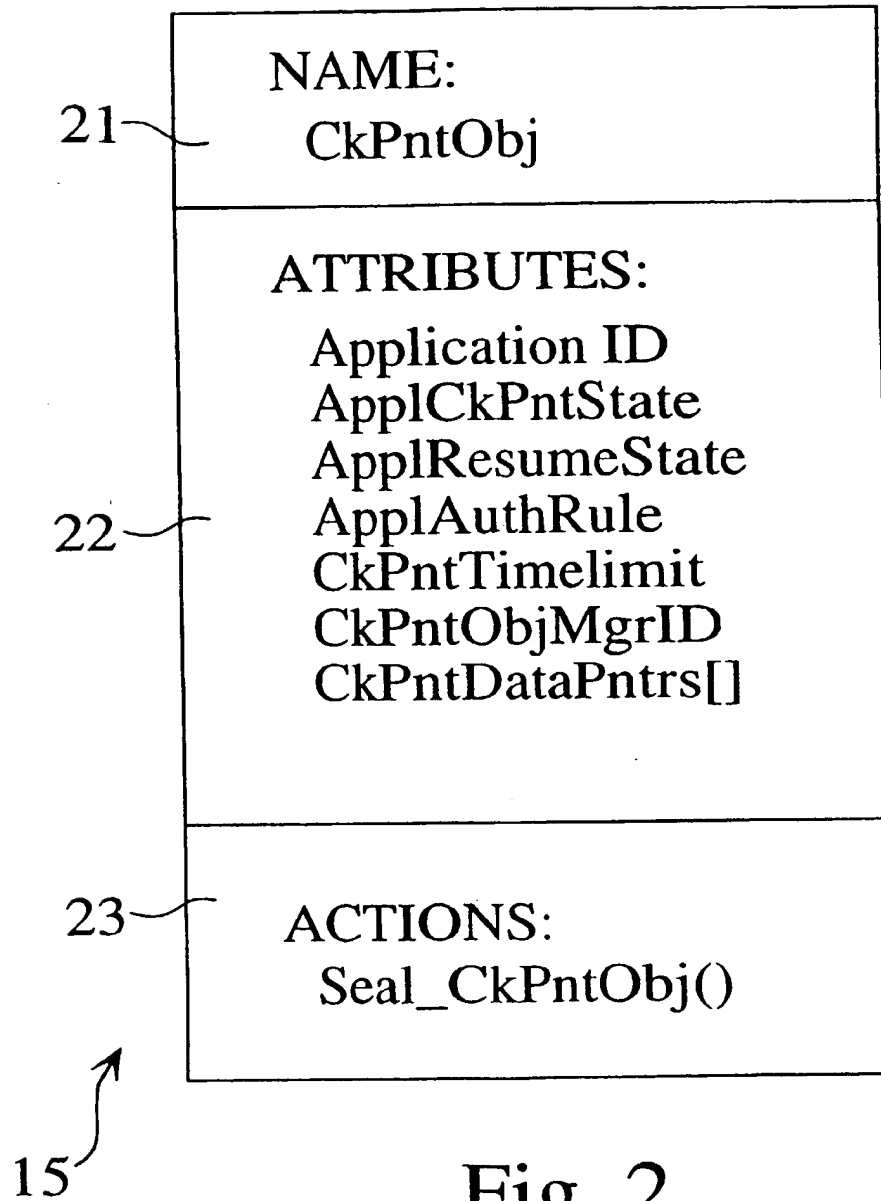 NAME:
21
CkPntObj
ATTRIBUTES:
Application ID
ApplCkPntState
ApplResumeState
22
ApplAuthRule
CkPntTimelimit
CkPntObjMgrID
CkPntDataPntrs[]
23
ACTIONS:
Seal_CkPntObj()
15
Fig. 2